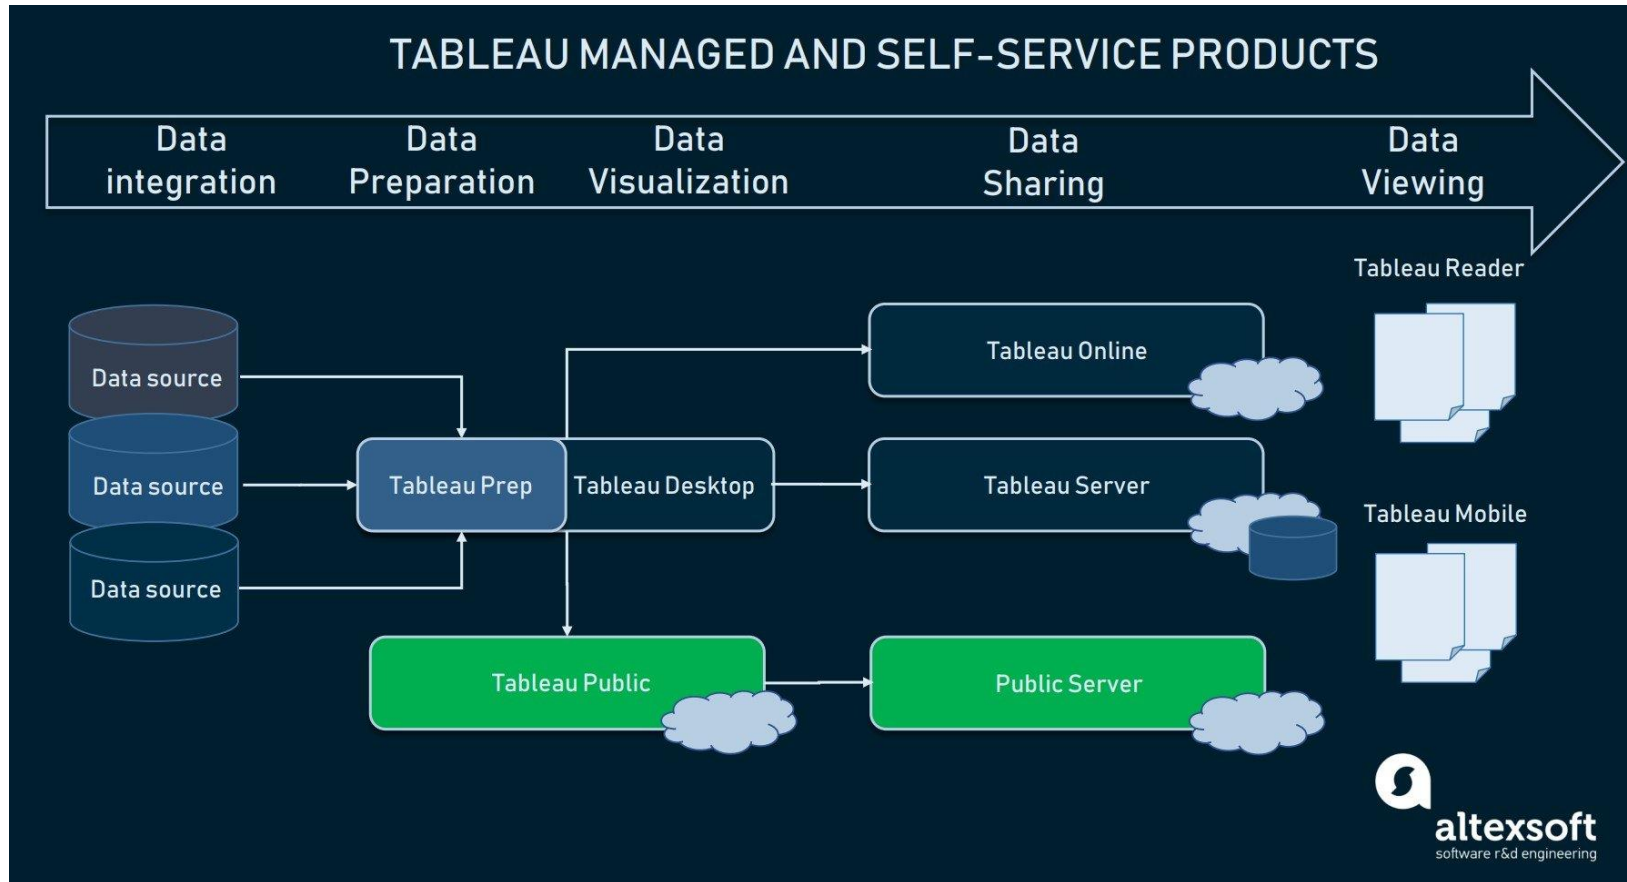 TABLEAU MANAGED AND SELF-SERVICE PRODUCTS
Data
integration
Data
Preparation
Data
Visualization
Data
Sharing
Data
Viewing
Tableau Reader
Tableau Online
Data source
Data source
Tableau Prep
Tableau Desktop
Tableau Server
Tableau Mobile
Data source
Tableau Public
Public Server
altexsoft
software r&d engineering